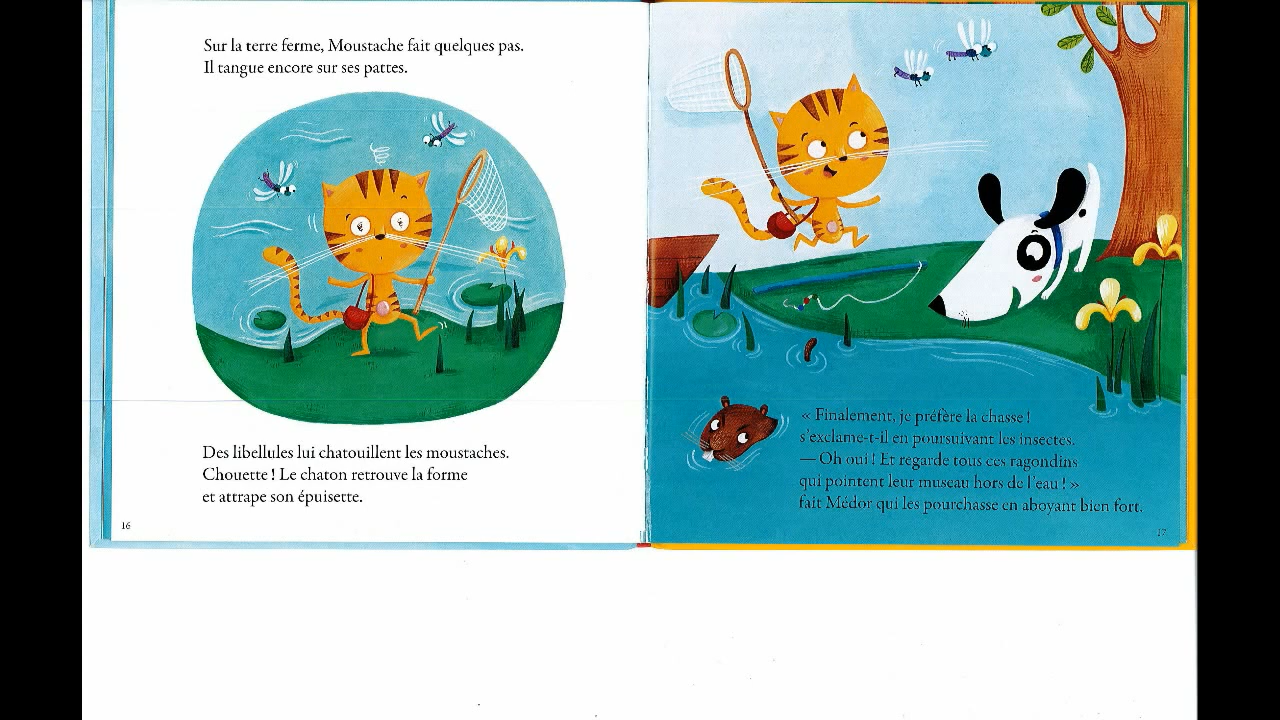 Sur la terre ferme, Moustache fait quelques pas.
Il tangue encore sur ses pattes.
Des libellules lui chatouillent les moustaches.
Chouette ! Le chaton retrouve la forme
et attrape son épuisette.
16
« Finalement, je préfère la chasse !
s'exclame-t-il en poursuivant les insectes.
— Oh oui ! Et regarde tous ces ragondins
qui pointent leur museau hors de l'eau ! »
fait Médor qui les pourchasse en aboyant bien fort.
17